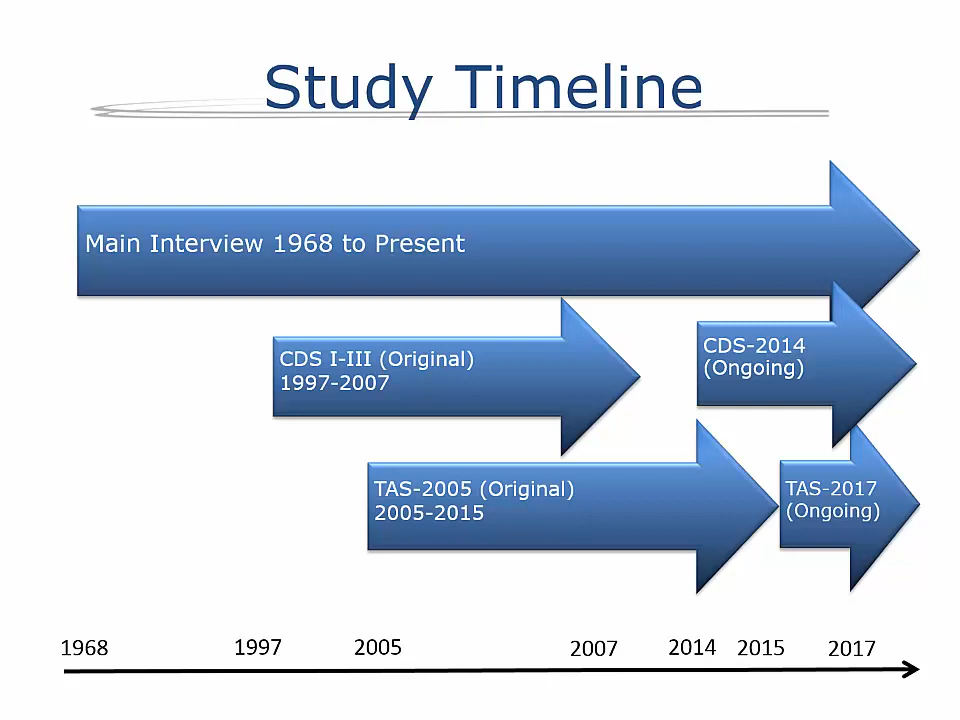 Study Timeline
Main Interview 1968 to Present
CDS I-III (Original)
1997-2007
CDS-2014
(Ongoing)
TAS-2005 (Original)
2005-2015
TAS-2017
(Ongoing)
1968 1997 2005 2007 2014 2015 2017